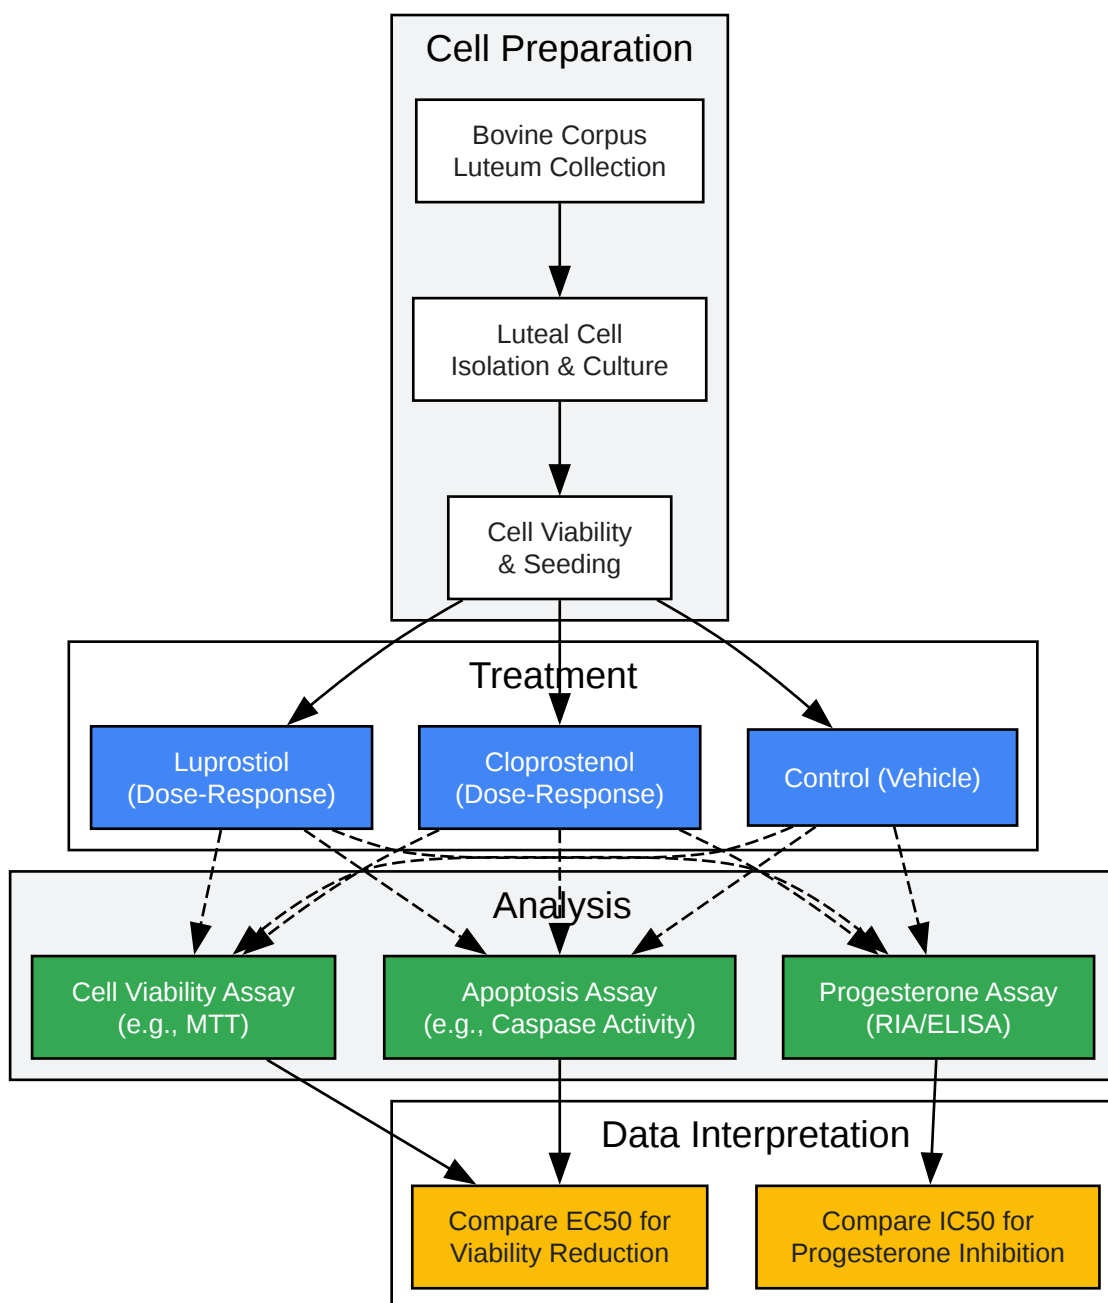 Cell Preparation
Bovine Corpus
Luteum Collection
Luteal Cell
Isolation & Culture
Cell Viability
& Seeding
Treatment
Luprostiol
(Dose-Response)
Cloprostenol
(Dose-Response)
Control (Vehicle)
Analysis
Cell Viability Assay
(e.g., MTT)
Apoptosis Assay
(e.g., Caspase Activity)
Progesterone Assay
(RIA/ELISA)
Data Interpretation
Compare EC50 for
Viability Reduction
Compare IC50 for
Progesterone Inhibition